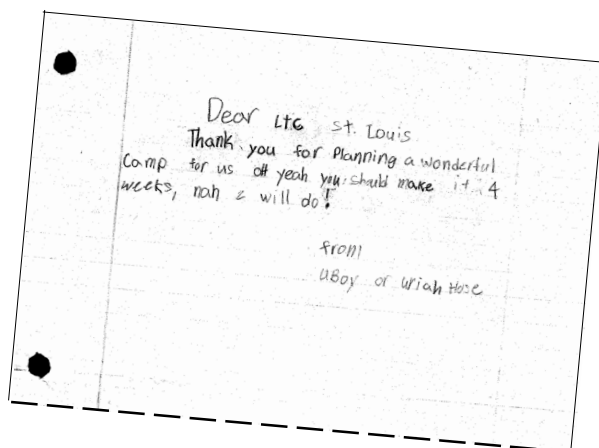 Dear LTC St. Louis
Thank you for Planning a wonderful
Camp for us off yeah you should make it 4
weeks, nah 2 will do!
from
UBoy or Uriah Hose